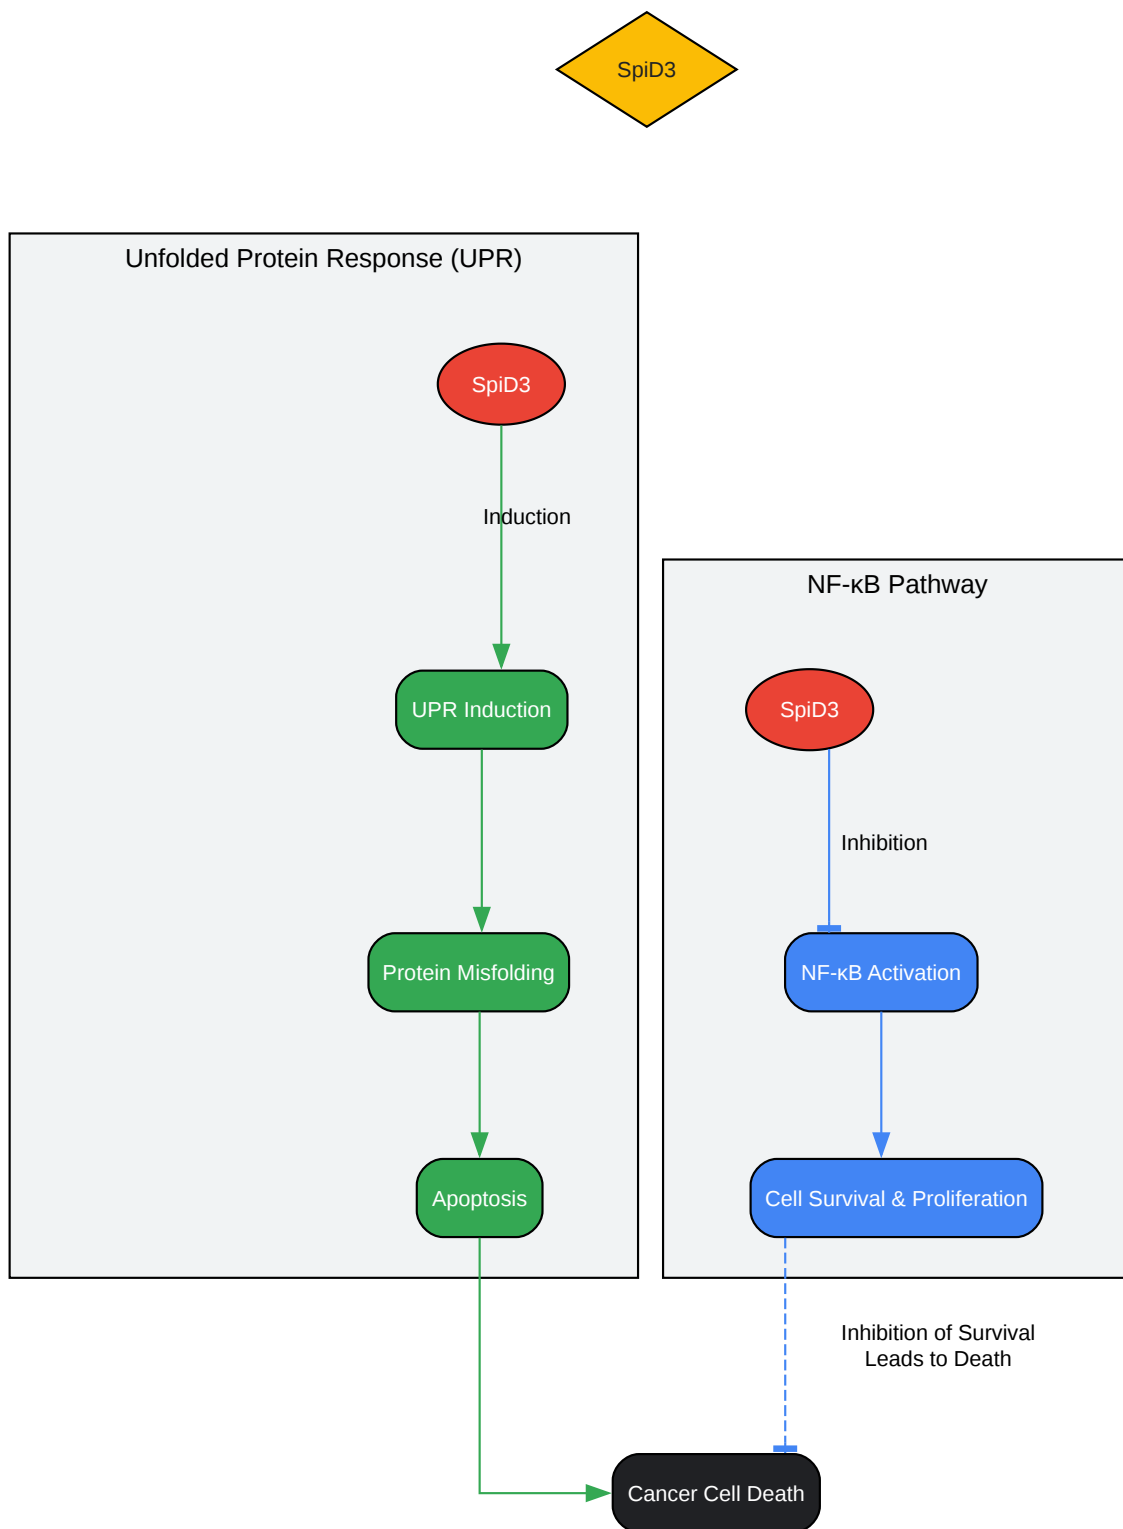 SpiD3
Unfolded Protein Response (UPR)
SpiD3
Induction
UPR Induction
Protein Misfolding
Apoptosis
NF-κB Pathway
SpiD3
Inhibition
NF-κB Activation
Cell Survival & Proliferation
Inhibition of Survival
Leads to Death
Cancer Cell Death